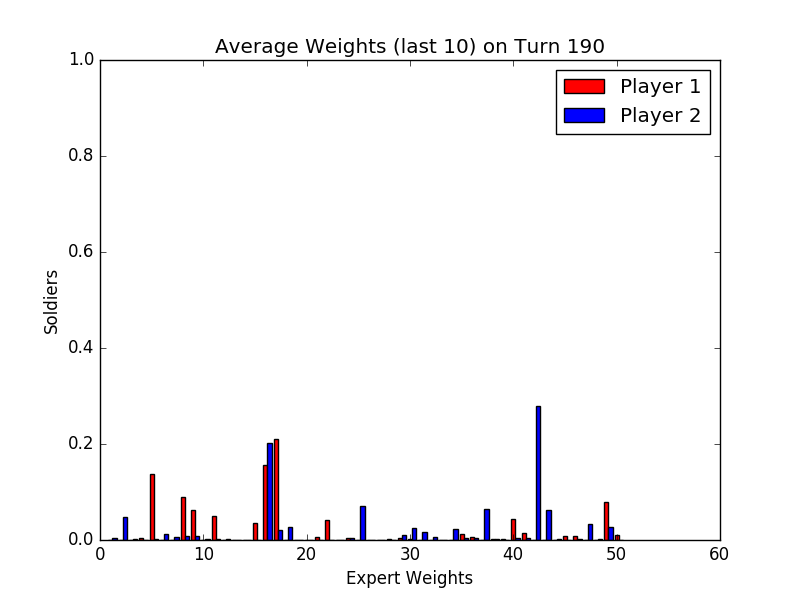 Average Weights (last 10) on Turn 190
1.0
Player 1
Player 2
0.8
0.6
Soldiers
0.4
0.2
0.0
0 10 20 30 40 50 60
Expert Weights